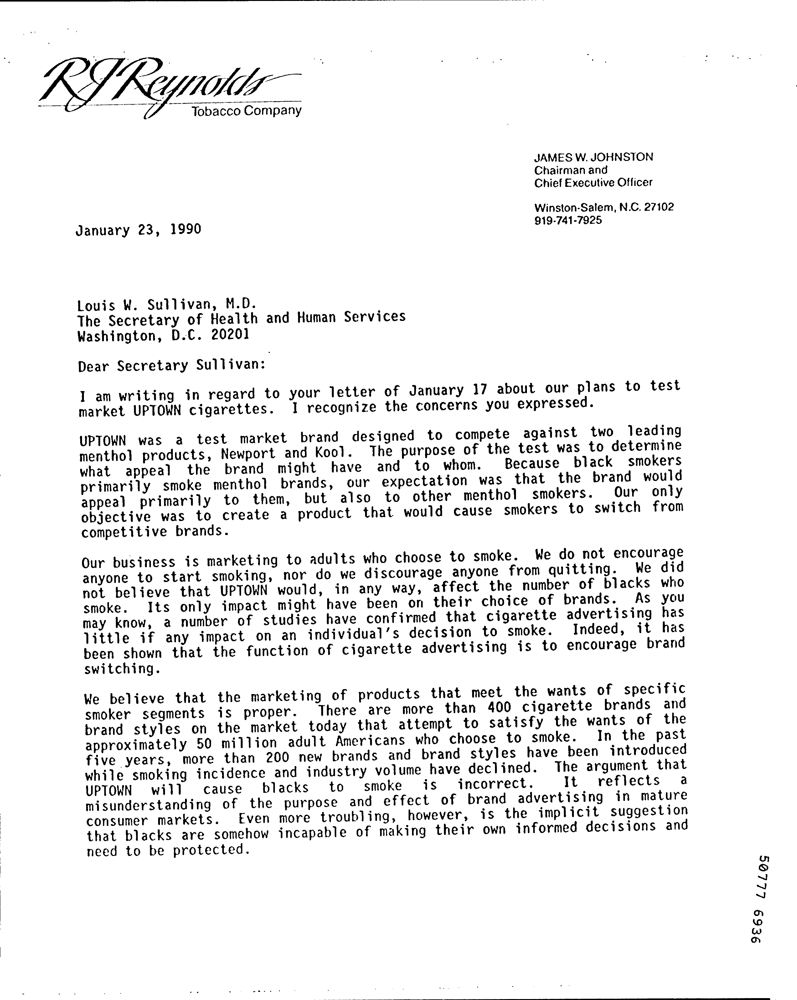 RJReynolds
Tobacco Company
JAMES W. JOHNSTON
Chairman and
Chief Executive Officer
Winston-Salem, N.C. 27102
919-741-7925
January 23, 1990
Louis W. Sullivan, M.D.
The Secretary of Health and Human Services
Washington, D.C. 20201
Dear Secretary Sullivan:
I am writing in regard to your letter of January 17 about our plans to test
market UPTOWN cigarettes. I recognize the concerns you expressed.
UPTOWN was a test market brand designed to compete against two leading
menthol products, Newport and Kool. The purpose of the test was to determine
what appeal the brand might have and to whom. Because black smokers
primarily smoke menthol brands, our expectation was that the brand would
appeal primarily to them, but also to other menthol smokers. Our only
objective was to create a product that would cause smokers to switch from
competitive brands.
Our business is marketing to adults who choose to smoke. We do not encourage
anyone to start smoking, nor do we discourage anyone from quitting. We did
not believe that UPTOWN would, in any way, affect the number of blacks who
smoke. Its only impact might have been on their choice of brands. As you
may know, a number of studies have confirmed that cigarette advertising has
little if any impact on an individual's decision to smoke. Indeed, it has
been shown that the function of cigarette advertising is to encourage brand
switching.
We believe that the marketing of products that meet the wants of specific
smoker segments is proper. There are more than 400 cigarette brands and
brand styles on the market today that attempt to satisfy the wants of the
approximately 50 million adult Americans who choose to smoke. In the past
five years, more than 200 new brands and brand styles have been introduced
while smoking incidence and industry volume have declined. The argument that
UPTOWN will cause blacks to smoke is incorrect. It reflects a
misunderstanding of the purpose and effect of brand advertising in mature
consumer markets. Even more troubling, however, is the implicit suggestion
that blacks are somehow incapable of making their own informed decisions and
need to be protected.
50777 6936